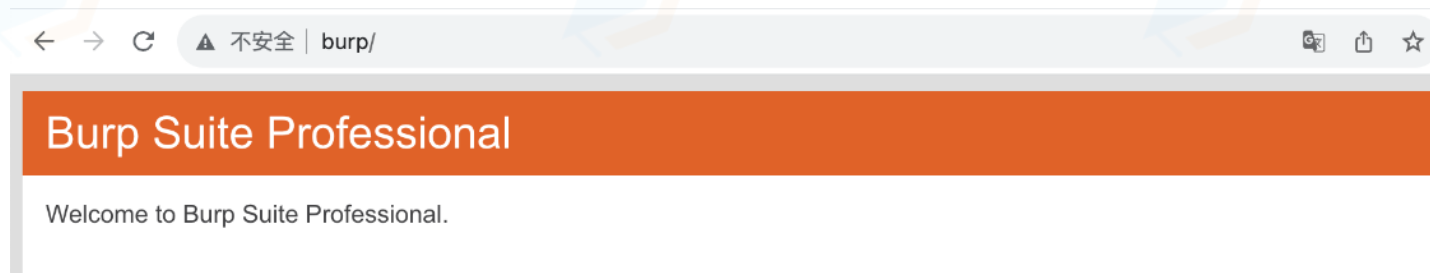 不安全 burp/
Burp Suite Professional
Welcome to Burp Suite Professional.